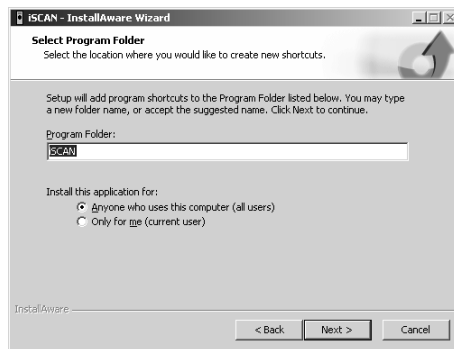 iSCAN - InstallAware Wizard
Select Program Folder
Select the location where you would like to create new shortcuts.
Setup will add program shortcuts to the Program Folder listed below. You may type
a new folder name, or accept the suggested name. Click Next to continue.
Program Folder:
iSCAN
Install this application for:
Anyone who uses this computer (all users)
Only for me (current user)
InstallAware
< Back
Next >
Cancel